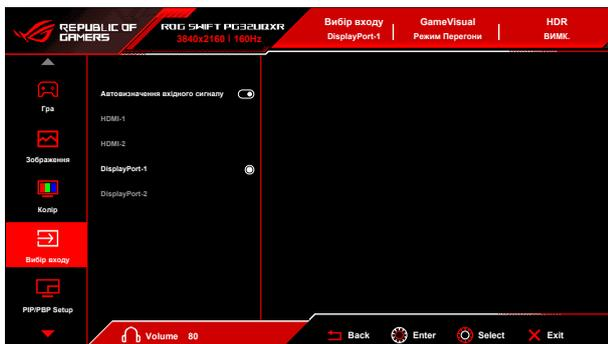 REPUBLIC OF
GAMERS
ROG SWIFT PG32UQXR
3840x2160 | 160Hz
Вибір входу
DisplayPort-1
GameVisual
Режим Перегони
HDR
ВИМК.
Гра
Зображення
Колір
Вибір входу
PIP/PBP Setup
Автовизначення вхідного сигналу
HDMI-1
HDMI-2
DisplayPort-1
DisplayPort-2
Volume 80
Back
Enter
Select
Exit